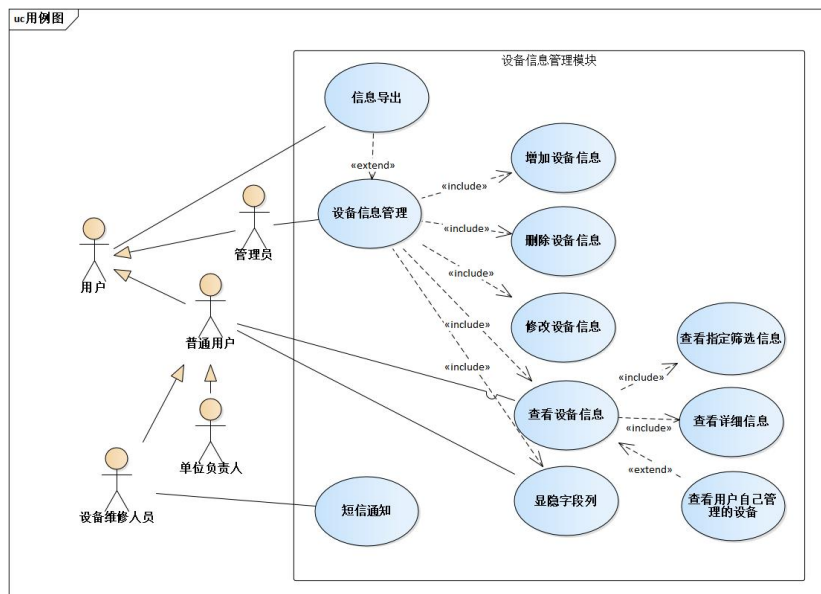 uc用例图
设备信息管理模块
信息导出
«extend»
增加设备信息
«include»
设备信息管理
管理员
«include»
删除设备信息
用户
«include»
修改设备信息
普通用户
«include»
查看指定筛选信息
«include»
«include»
查看设备信息
查看详细信息
«include»
单位负责人
«extend»
查看用户自己管
理的设备
设备维修人员
短信通知
显隐字段列